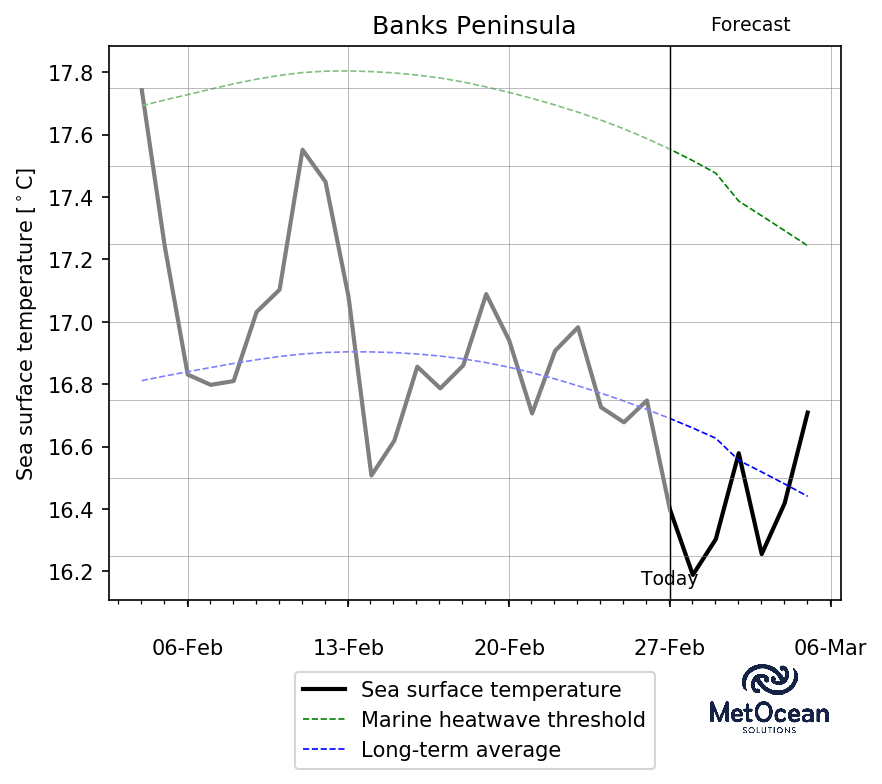 Banks Peninsula
Forecast
Sea surface temperature [°C]
17.8
17.6
17.4
17.2
17.0
16.8
16.6
16.4
16.2
Today
06-Feb 13-Feb 20-Feb 27-Feb 06-Mar
Sea surface temperature
Marine heatwave threshold
Long-term average
MetOcean
SOLUTIONS